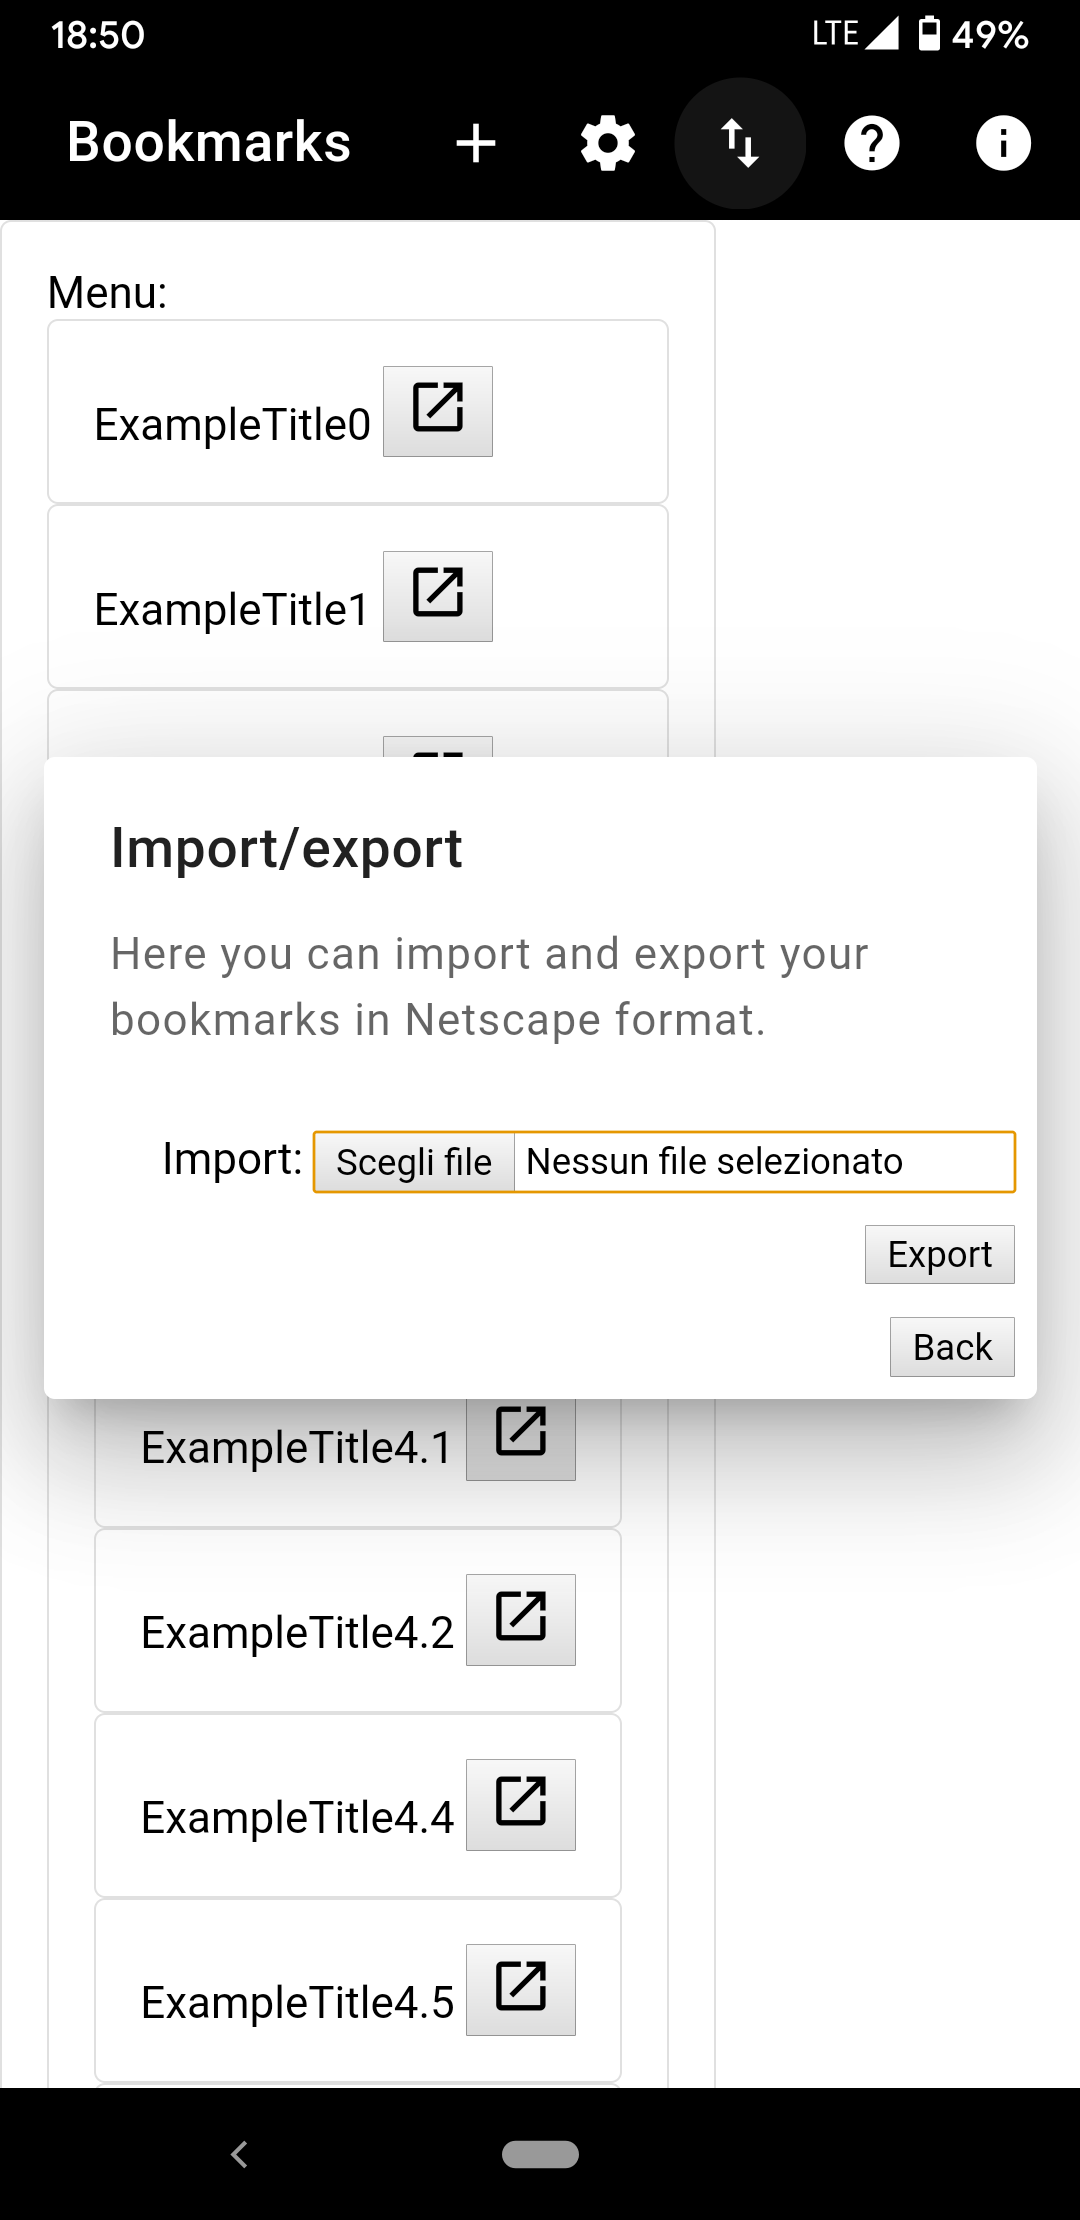 18:50 LTE 49%
Bookmarks
Menu:
ExampleTitle0
ExampleTitle1
Import/export
Here you can import and export your
bookmarks in Netscape format.
Import: Scegli file Nessun file selezionato
Export
Back
ExampleTitle4.1
ExampleTitle4.2
ExampleTitle4.4
ExampleTitle4.5